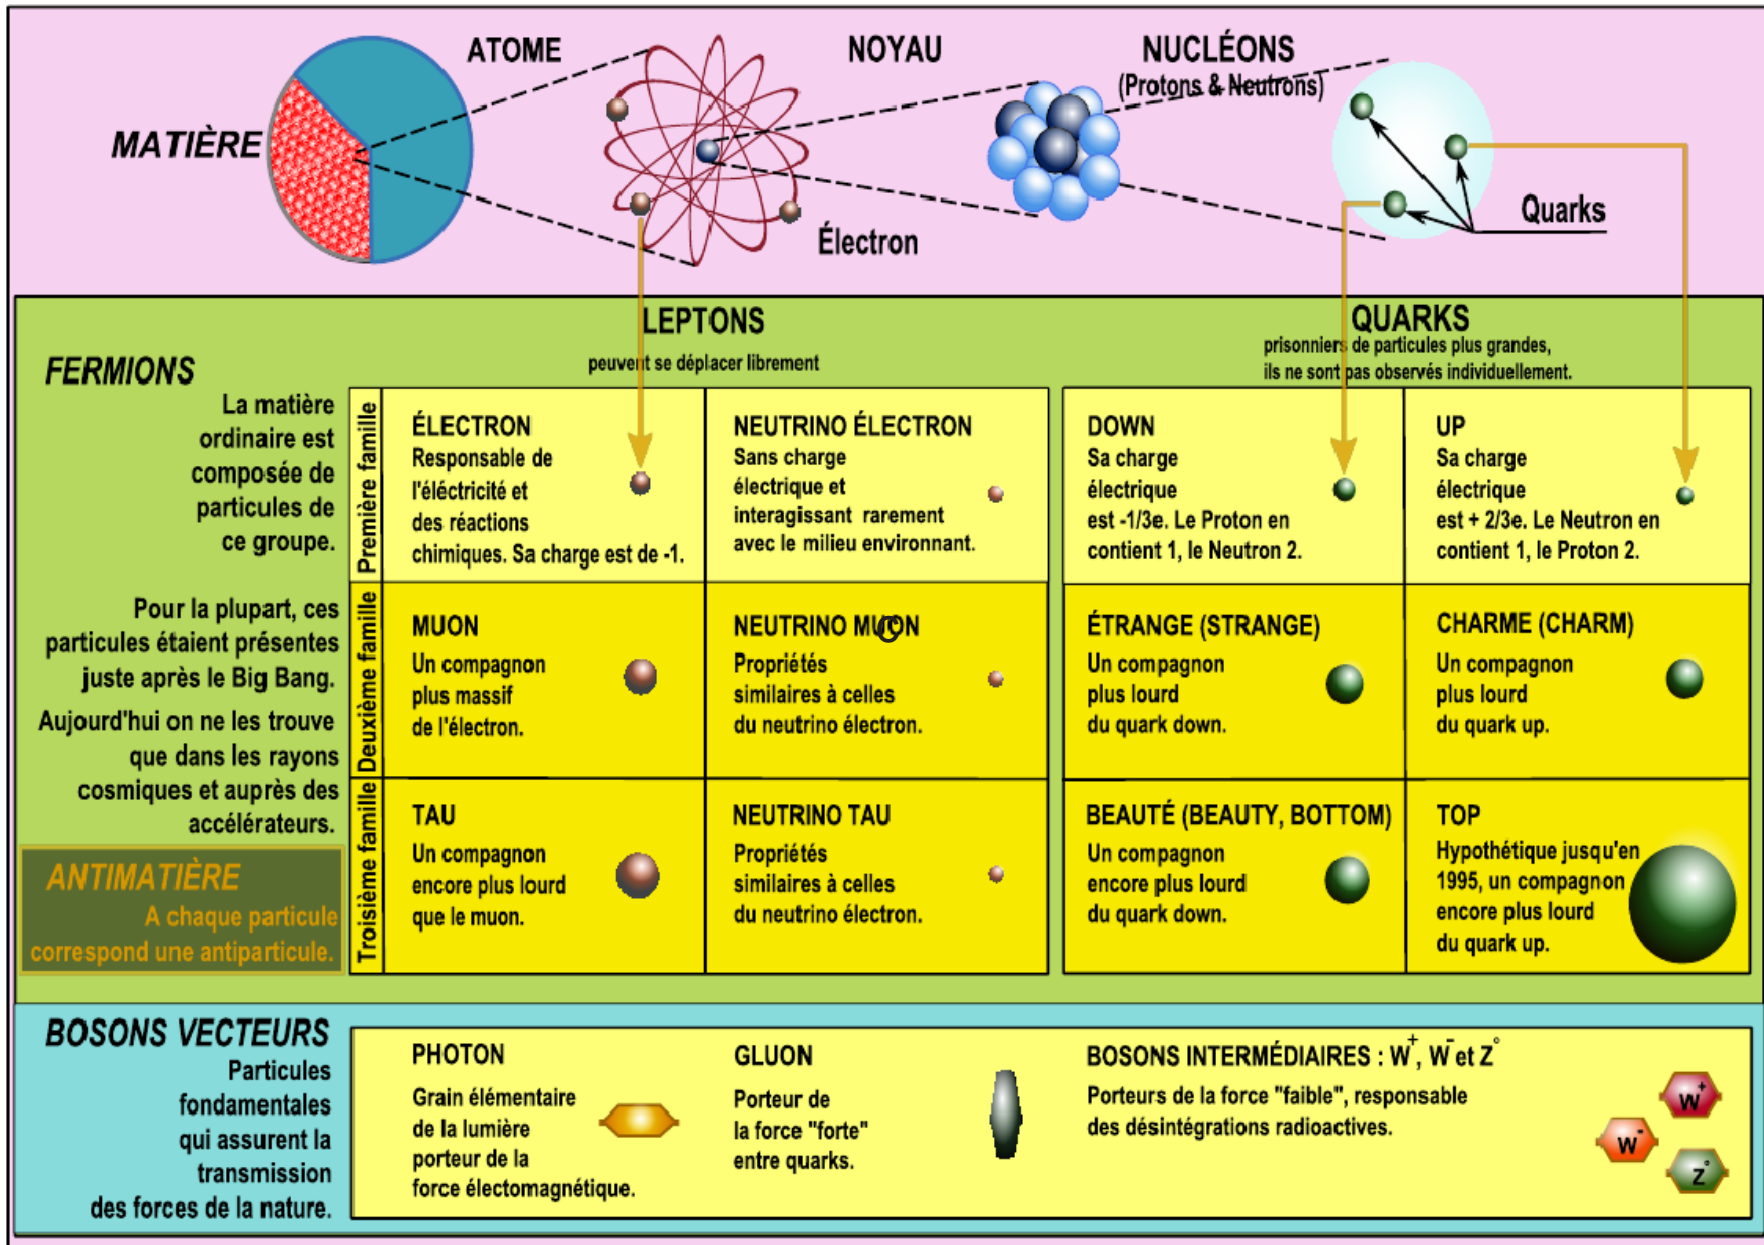 ATOME
NOYAU
NUCLÉONS
(Protons & Neutrons)
MATIÈRE
Électron
Quarks
LEPTONS
peuvent se déplacer librement
QUARKS
prisonniers de particules plus grandes,
ils ne sont pas observés individuellement.
FERMIONS
La matière
ordinaire est
composée de
particules de
ce groupe.
Pour la plupart, ces
particules étaient présentes
juste après le Big Bang.
Aujourd'hui on ne les trouve
que dans les rayons
cosmiques et auprès des
accélérateurs.
ANTIMATIÈRE
A chaque particule
correspond une antiparticule.
Première famille
ÉLECTRON
Responsable de
l'éléctricité et
des réactions
chimiques. Sa charge est de -1.
NEUTRINO ÉLECTRON
Sans charge
électrique et
interagissant rarement
avec le milieu environnant.
DOWN
Sa charge
électrique
est -1/3e. Le Proton en
contient 1, le Neutron 2.
UP
Sa charge
électrique
est + 2/3e. Le Neutron en
contient 1, le Proton 2.
Deuxième famille
MUON
Un compagnon
plus massif
de l'électron.
NEUTRINO MUON
Propriétés
similaires à celles
du neutrino électron.
ÉTRANGE (STRANGE)
Un compagnon
plus lourd
du quark down.
CHARME (CHARM)
Un compagnon
plus lourd
du quark up.
Troisième famille
TAU
Un compagnon
encore plus lourd
que le muon.
NEUTRINO TAU
Propriétés
similaires à celles
du neutrino électron.
BEAUTÉ (BEAUTY, BOTTOM)
Un compagnon
encore plus lourd
du quark down.
TOP
Hypothétique jusqu'en
1995, un compagnon
encore plus lourd
du quark up.
BOSONS VECTEURS
Particules
fondamentales
qui assurent la
transmission
des forces de la nature.
PHOTON
Grain élémentaire
de la lumière
porteur de la
force électomagnétique.
GLUON
Porteur de
la force "forte"
entre quarks.
BOSONS INTERMÉDIAIRES : W⁺, W⁻ et Z°
Porteurs de la force "faible", responsable
des désintégrations radioactives.
W⁺
W⁻
Z°